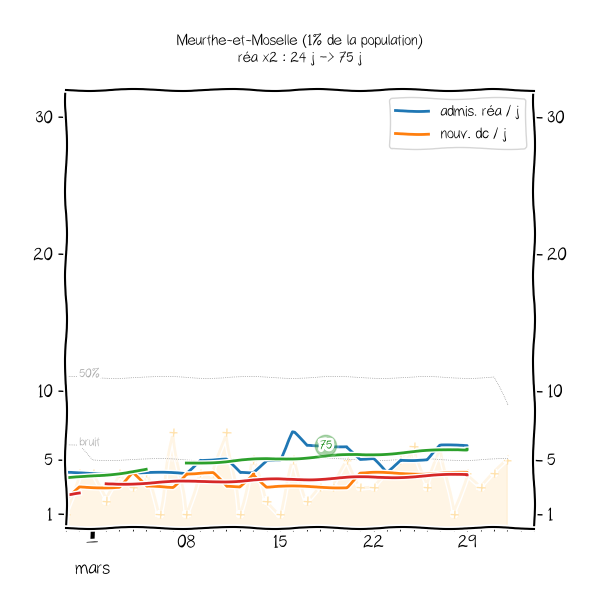 Meurthe-et-Moselle (1% de la population)
réa x2 : 24 j -> 75 j
admis. réa / j
nouv. dc / j
30
30
20
20
50%
10
10
bruit
75
5
5
1
1
1
08
15
22
29
mars